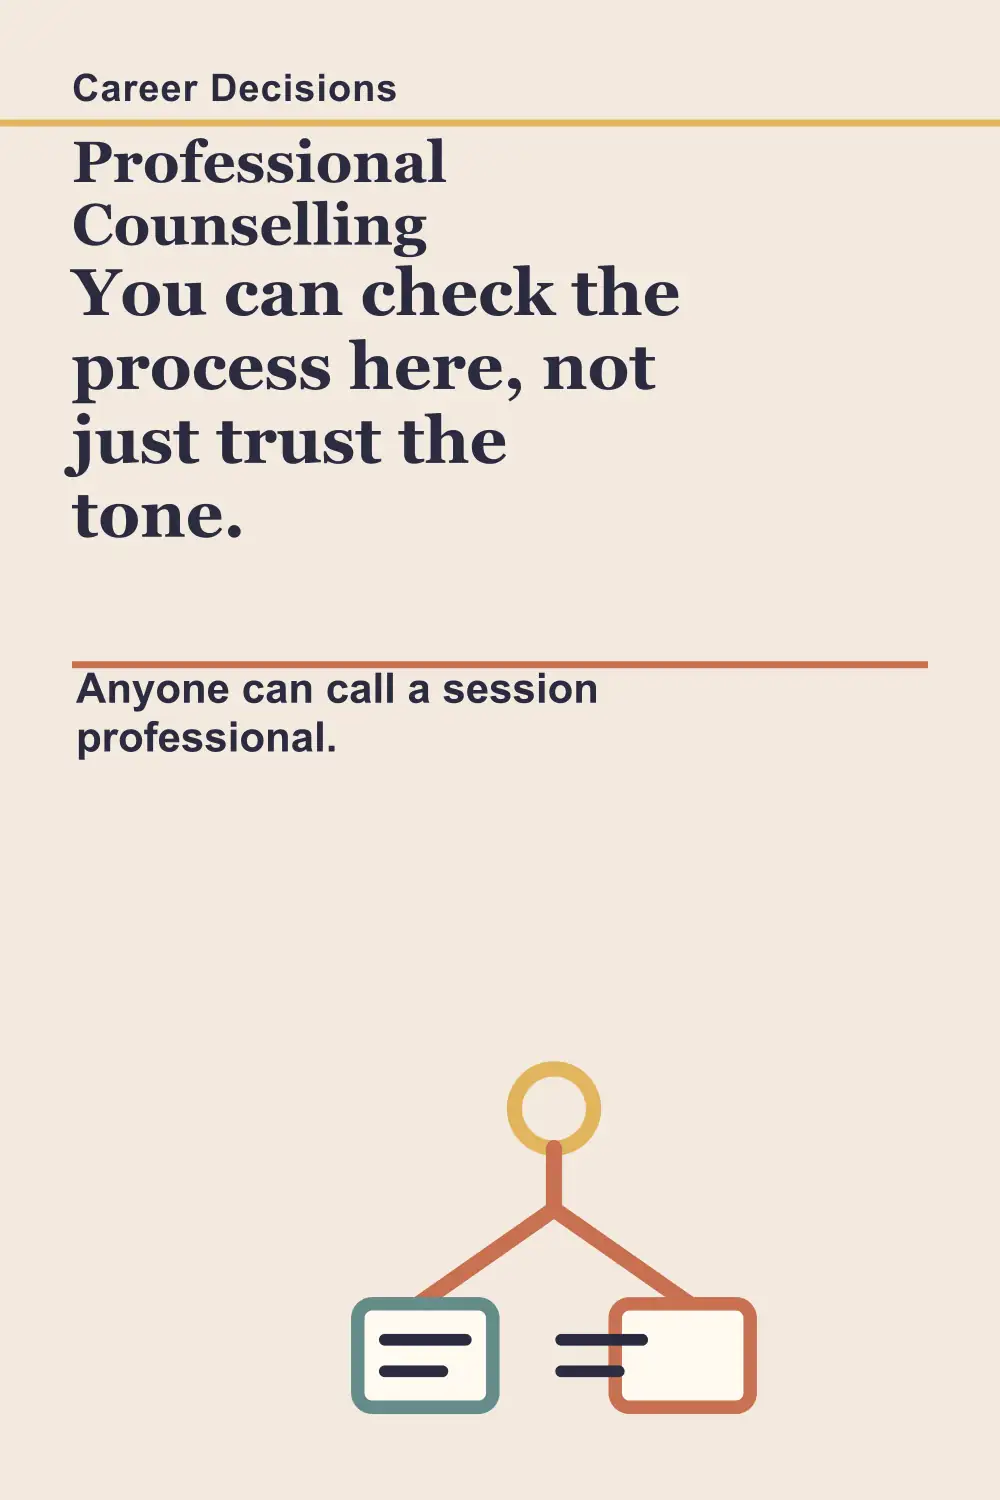 Career Decisions
Professional
Counselling
You can check the
process here, not
just trust the
tone.
Anyone can call a session
professional.